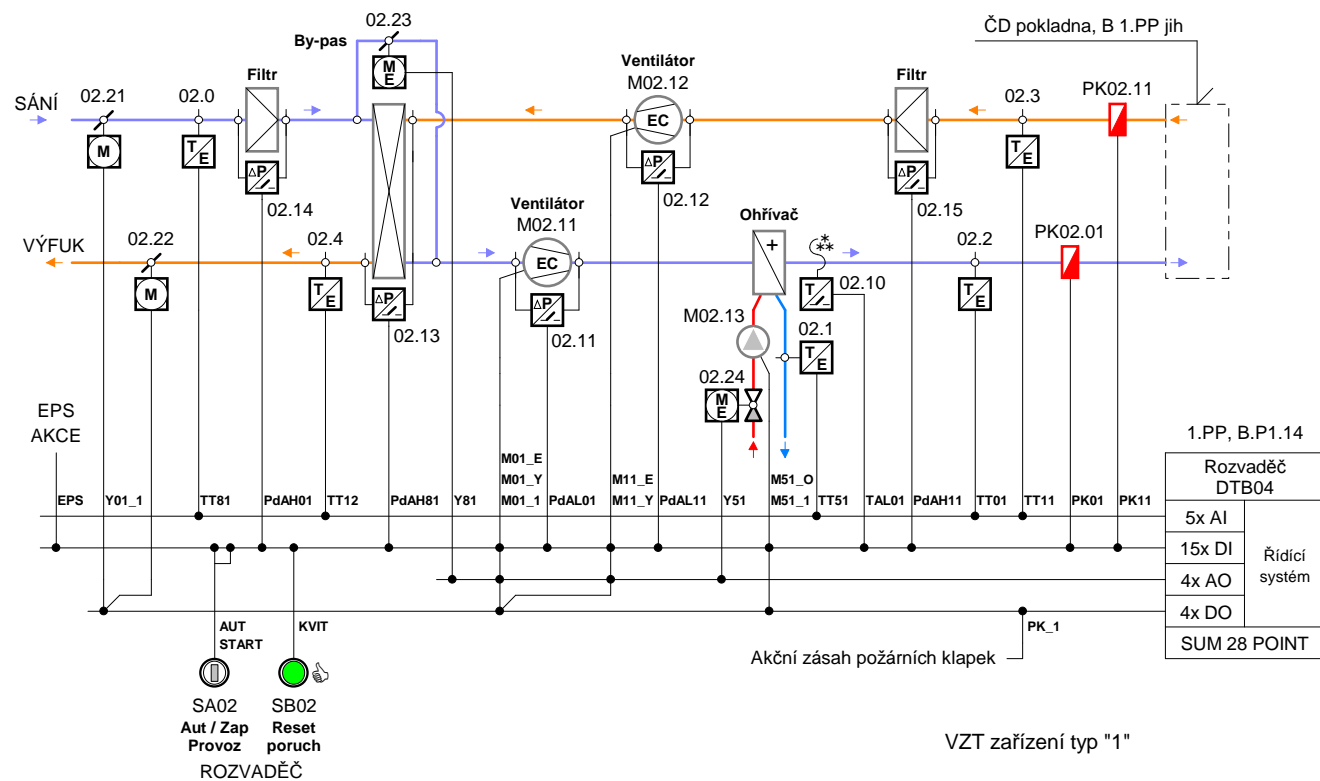 02.23
ČD pokladna, B 1.PP jih
By-pas
M
E
Ventilátor
M02.12
Filtr
Filtr
SÁNÍ
02.21
02.0
02.3
PK02.11
EC
M
T
E
ΔP
ΔP
ΔP
T
E
02.14
02.12
02.15
Ventilátor
M02.11
Ohřívač
VÝFUK
02.22
02.4
02.2
PK02.01
EC
+
M
T
E
ΔP
ΔP
T
T
E
02.13
02.11
02.10
M02.13
02.1
T
E
02.24
M
E
EPS
AKCE
1.PP, B.P1.14
Rozvaděč
DTB04
M01_E
M01_Y
M01_1
M11_E
M11_Y
M51_O
M51_1
EPS
Y01_1
TT81
PdAH01
TT12
PdAH81
Y81
PdAL01
PdAL11
Y51
TT51
TAL01
PdAH11
TT01
TT11
PK01
PK11
5x AI
15x DI
4x AO
4x DO
Řídící
systém
SUM 28 POINT
AUT
START
KVIT
PK_1
Akční zásah požárních klapek
SA02
Aut / Zap
Provoz
SB02
Reset
poruch
ROZVADĚČ
VZT zařízení typ "1"